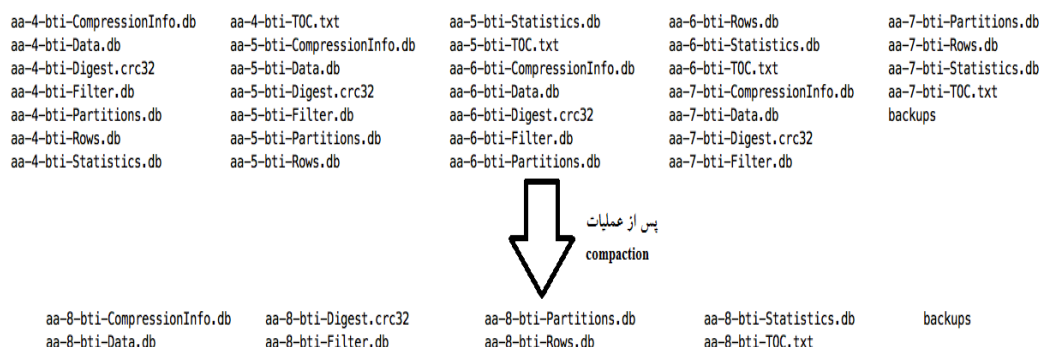 aa-4-bti-CompressionInfo.db aa-4-bti-TOC.txt aa-5-bti-Statistics.db aa-6-bti-Rows.db aa-7-bti-Partitions.db
aa-4-bti-Data.db aa-5-bti-CompressionInfo.db aa-5-bti-TOC.txt aa-6-bti-Statistics.db aa-7-bti-Rows.db
aa-4-bti-Digest.crc32 aa-5-bti-Data.db aa-6-bti-CompressionInfo.db aa-6-bti-TOC.txt aa-7-bti-Statistics.db
aa-4-bti-Filter.db aa-5-bti-Digest.crc32 aa-6-bti-Data.db aa-7-bti-CompressionInfo.db aa-7-bti-TOC.txt
aa-4-bti-Partitions.db aa-5-bti-Filter.db aa-6-bti-Digest.crc32 aa-7-bti-Data.db backups
aa-4-bti-Rows.db aa-5-bti-Partitions.db aa-6-bti-Filter.db aa-7-bti-Digest.crc32
aa-4-bti-Statistics.db aa-5-bti-Rows.db aa-6-bti-Partitions.db aa-7-bti-Filter.db
پس از عملیات
compaction
aa-8-bti-CompressionInfo.db aa-8-bti-Digest.crc32 aa-8-bti-Partitions.db aa-8-bti-Statistics.db backups
aa-8-bti-Data.db aa-8-bti-Filter.db aa-8-bti-Rows.db aa-8-bti-TOC.txt